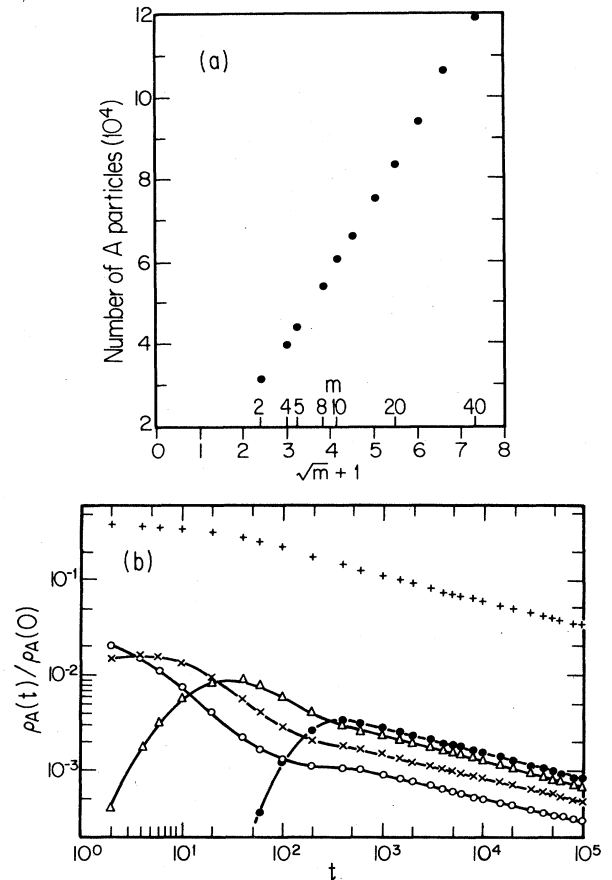 (a)
Number of A particles (10⁴)
12
10
8
6
4
2
m
2 4 5 8 10 20 40
0 1 2 3 4 5 6 7 8
√m + 1
(b)
ρA(t)/ρA(0)
10⁻¹
10⁻²
10⁻³
10⁰ 10¹ 10² 10³ 10⁴ 10⁵
t